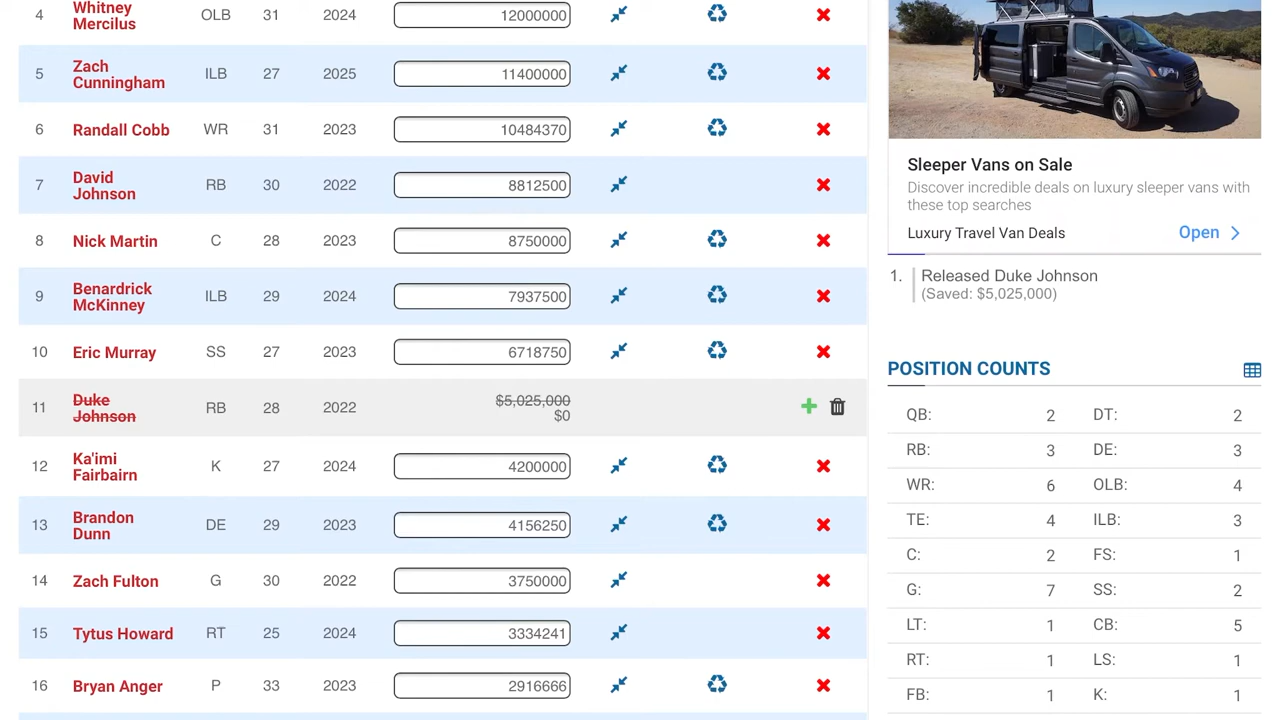 4 Whitney Mercilus OLB 31 2024 12000000
5 Zach Cunningham ILB 27 2025 11400000
6 Randall Cobb WR 31 2023 10484370
7 David Johnson RB 30 2022 8812500
8 Nick Martin C 28 2023 8750000
9 Benardrick McKinney ILB 29 2024 7937500
10 Eric Murray SS 27 2023 6718750
11 Duke Johnson RB 28 2022 $5,025,000 $0
12 Ka'imi Fairbairn K 27 2024 4200000
13 Brandon Dunn DE 29 2023 4156250
14 Zach Fulton G 30 2022 3750000
15 Tytus Howard RT 25 2024 3334241
16 Bryan Anger P 33 2023 2916666
Sleeper Vans on Sale
Discover incredible deals on luxury sleeper vans with
these top searches
Luxury Travel Van Deals Open
1. Released Duke Johnson
(Saved: $5,025,000)
POSITION COUNTS
QB: 2 DT: 2
RB: 3 DE: 3
WR: 6 OLB: 4
TE: 4 ILB: 3
C: 2 FS: 1
G: 7 SS: 2
LT: 1 CB: 5
RT: 1 LS: 1
FB: 1 K: 1